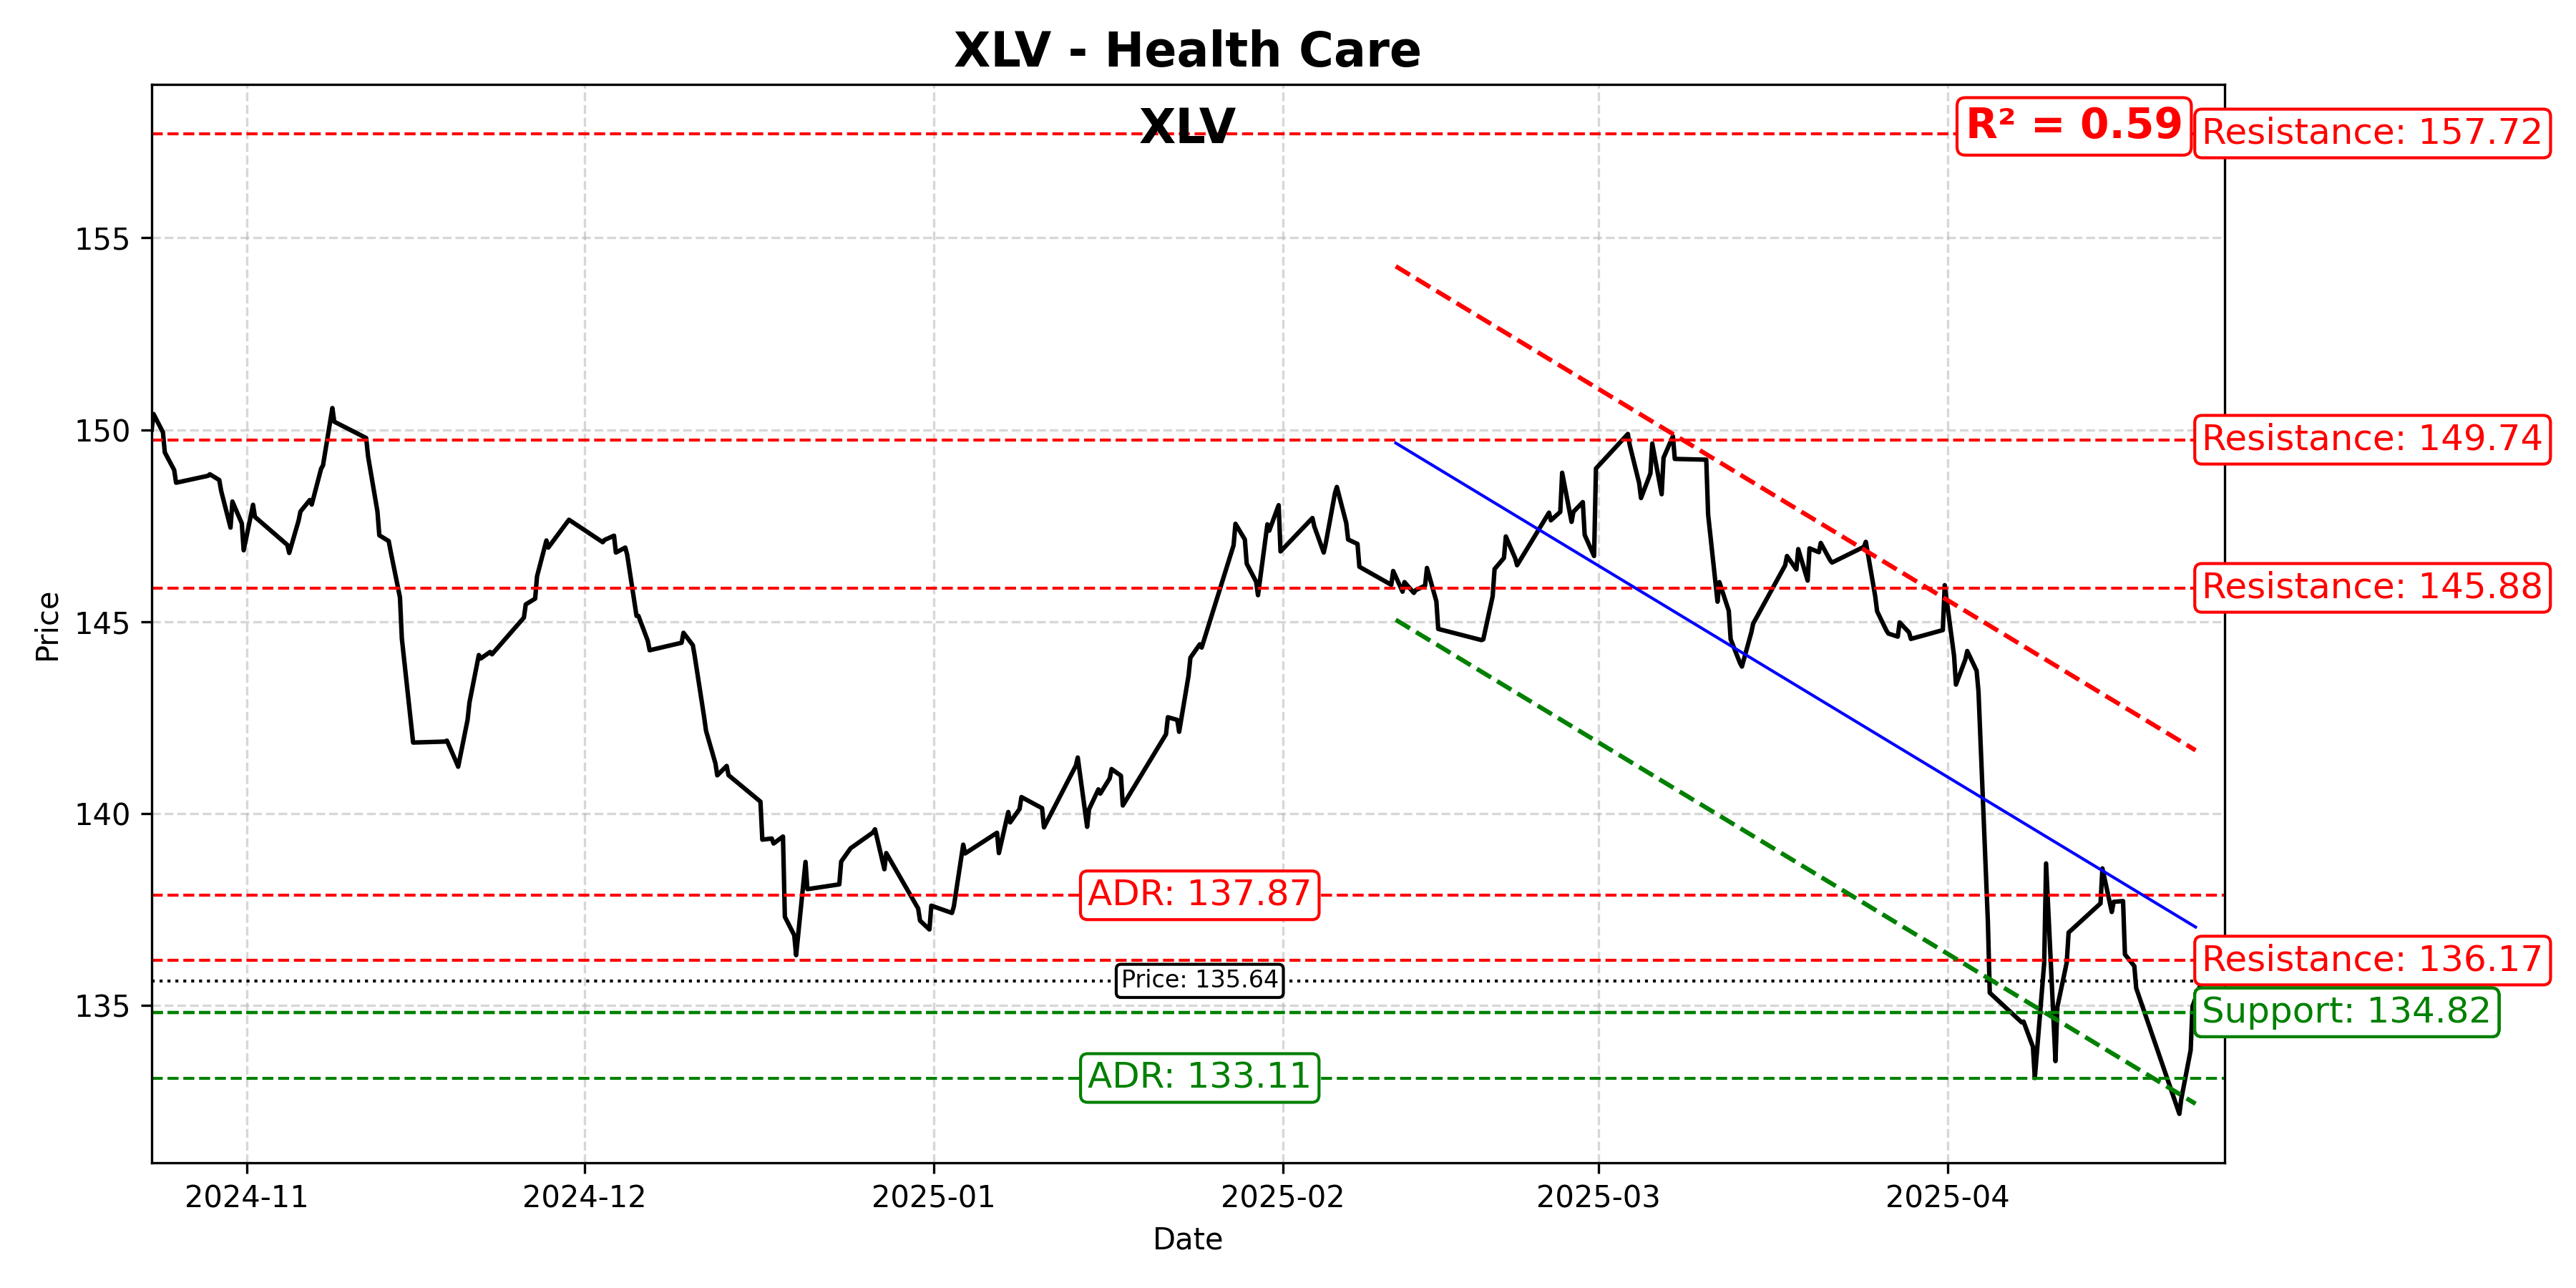 XLV - Health Care
XLV
R² = 0.59
Resistance: 157.72
155
150
Resistance: 149.74
Resistance: 145.88
145
Price
140
ADR: 137.87
Resistance: 136.17
Price: 135.64
135
Support: 134.82
ADR: 133.11
2024-11
2024-12
2025-01
2025-02
2025-03
2025-04
Date